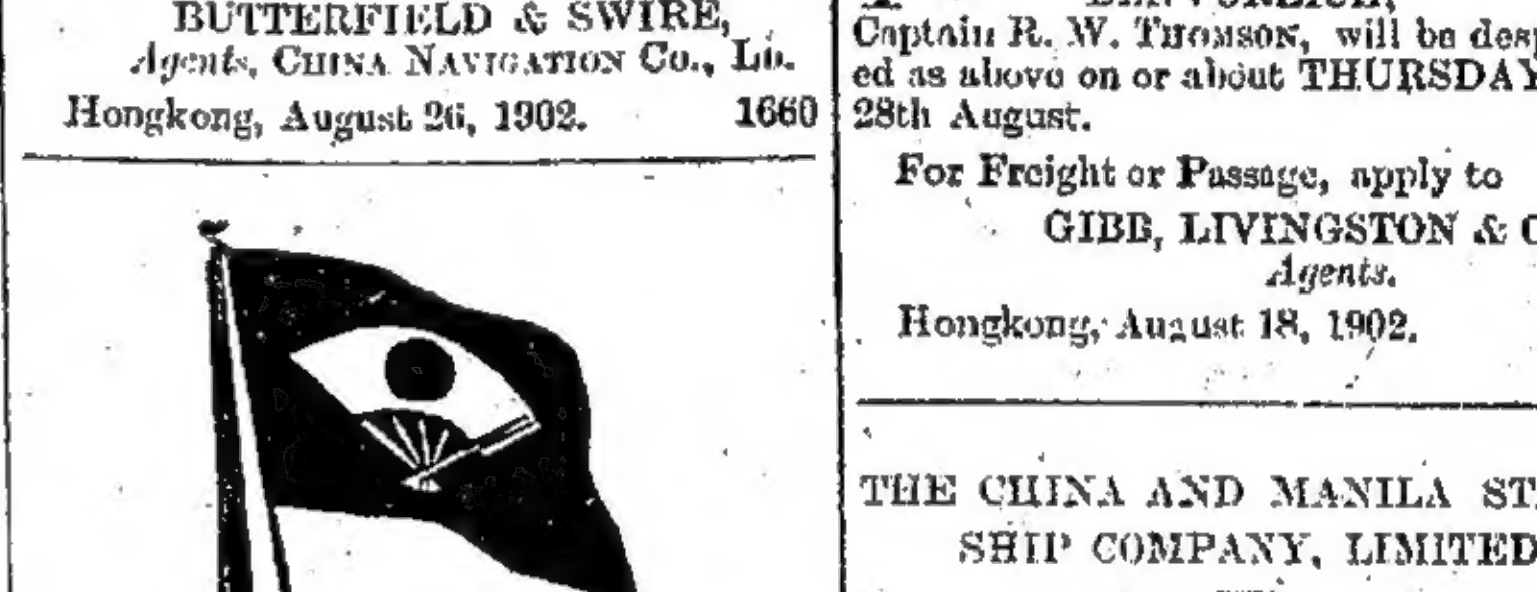 BUTTERFIELD & SWIRE,
Agents, CHINA NAVIGATION Co., LD.
Hongkong, August 26, 1902. 1660
Captain R. W. THOMSON, will be desp
ed as above on or about THURSDAY
28th August.
For Freight or Passage, apply to
GIBB, LIVINGSTON & C
Agents.
Hongkong, August 18, 1902.
THE CHINA AND MANILA ST
SHIP COMPANY, LIMITED